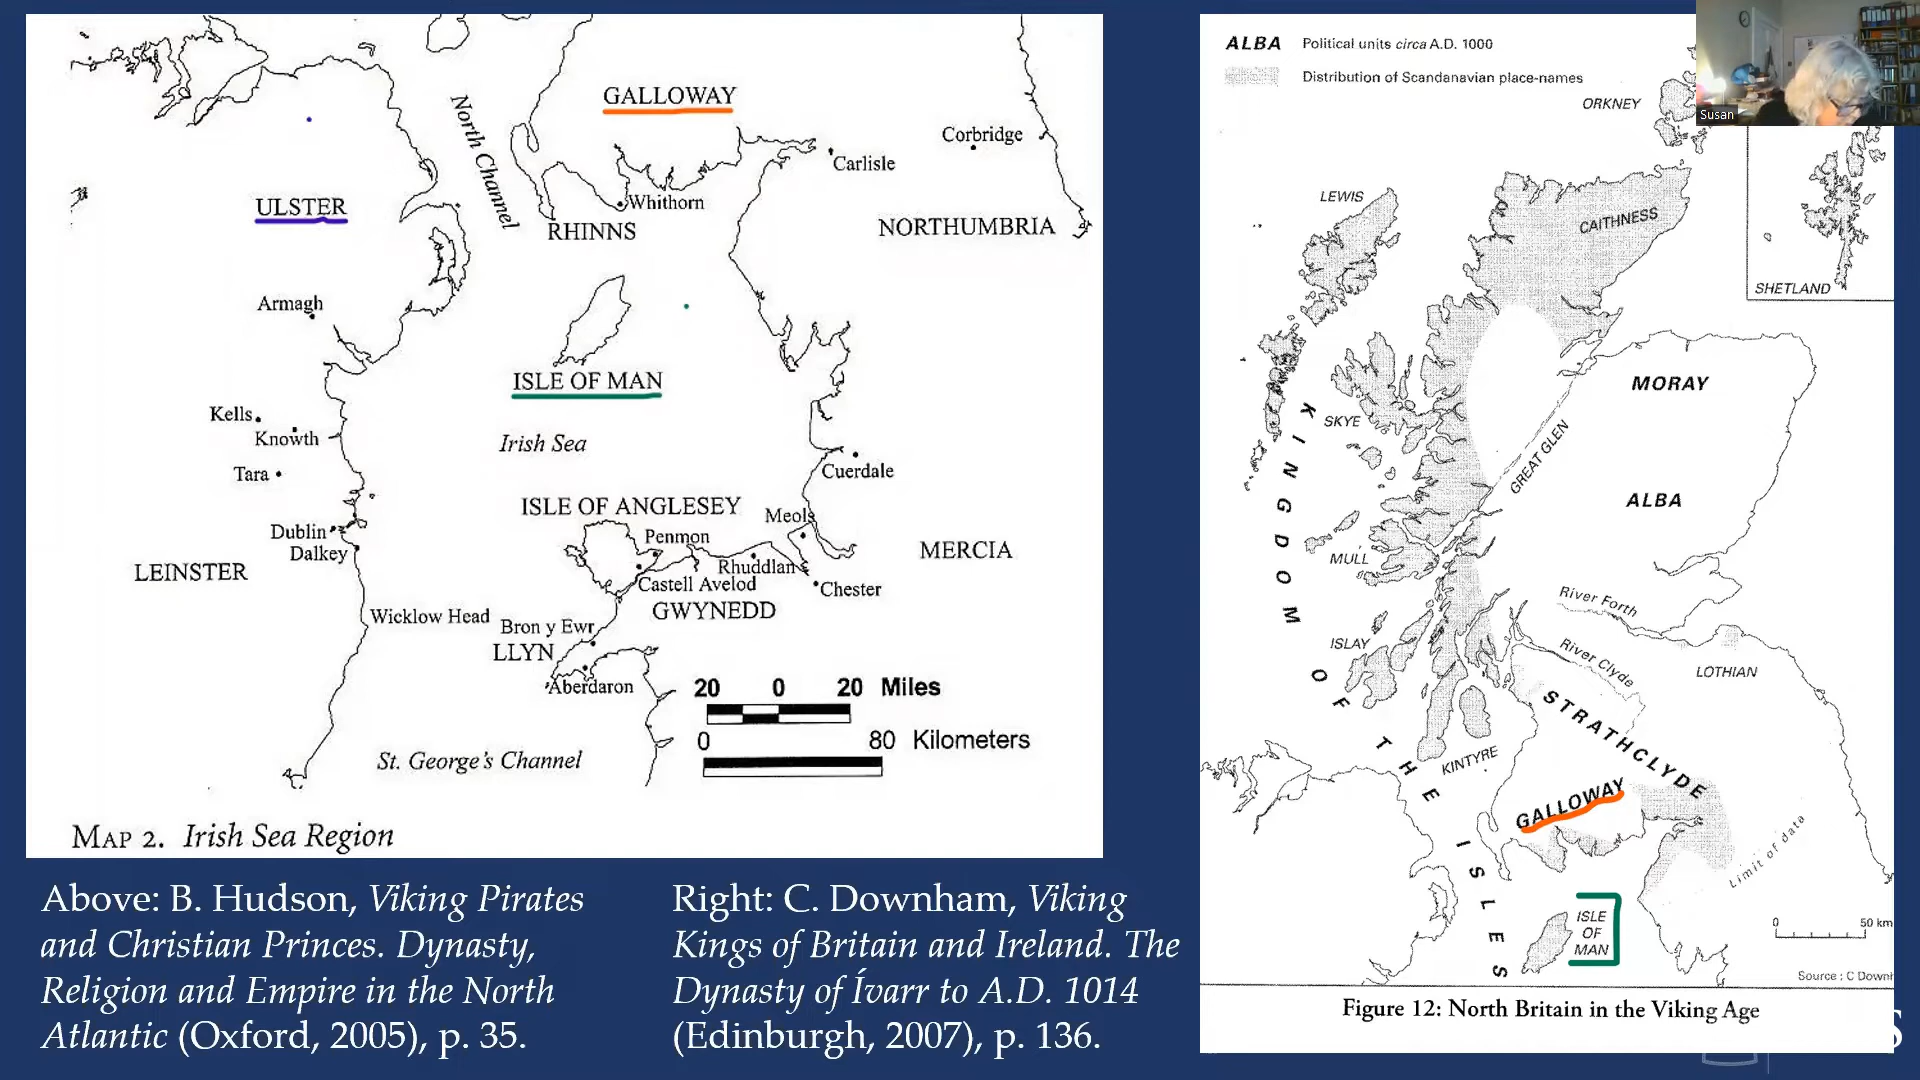 GALLOWAY
North Channel
Corbridge
Carlisle
ULSTER
Whithorn
RHINNS
NORTHUMBRIA
Armagh
ISLE OF MAN
Kells
Knowth
Irish Sea
Tara
Cuerdale
ISLE OF ANGLESEY
Meols
Dublin
Penmon
Dalkey
MERCIA
Rhuddlan
LEINSTER
Castell Avelod
Chester
GWYNEDD
Wicklow Head
Bron y Ewr
LLYN
Aberdaron
20 0 20 Miles
0 80 Kilometers
St. George's Channel
MAP 2. Irish Sea Region
Above: B. Hudson, Viking Pirates
and Christian Princes. Dynasty,
Religion and Empire in the North
Atlantic (Oxford, 2005), p. 35.
Right: C. Downham, Viking
Kings of Britain and Ireland. The
Dynasty of Ívarr to A.D. 1014
(Edinburgh, 2007), p. 136.
ALBA Political units circa A.D. 1000
Distribution of Scandanavian place-names
ORKNEY
Susan
LEWIS
CAITHNESS
SHETLAND
MORAY
SKYE
GREAT GLEN
ALBA
KINGDOM OF THE ISLES
MULL
River Forth
ISLAY
River Clyde
LOTHIAN
STRATHCLYDE
KINTYRE
GALLOWAY
Limit of date
ISLE
OF
MAN
0 50 km
Source : C Down
Figure 12: North Britain in the Viking Age
S